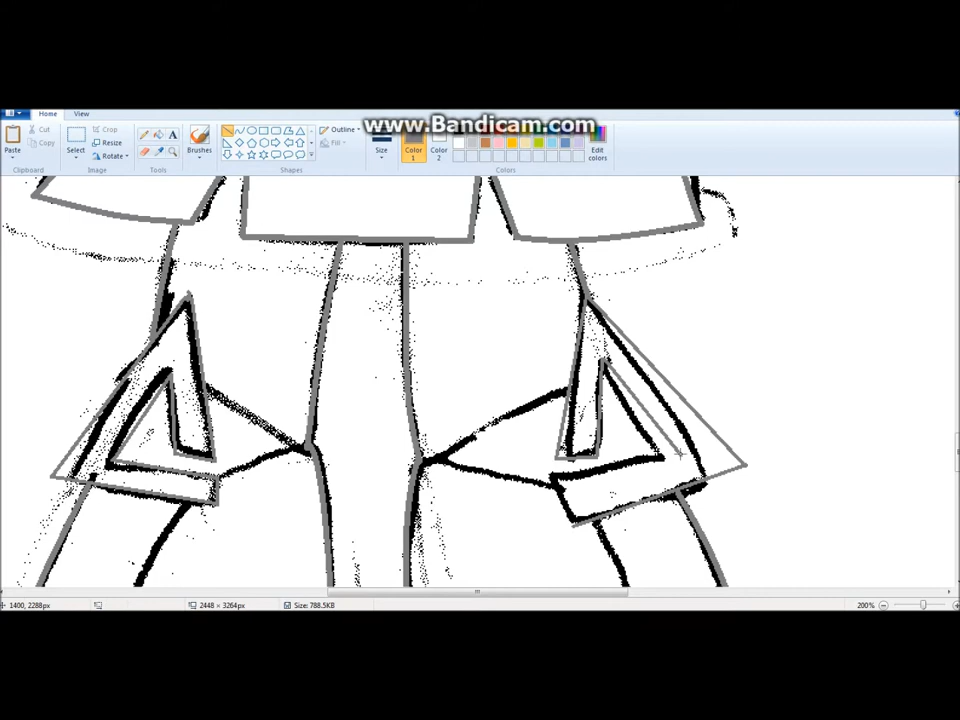 www.Bandicam.com
Home View
Cut
Copy
Paste
Clipboard
Select
Crop
Resize
Rotate
Image
A
Tools
Brushes
Outline
Fill
Shapes
Size
Color
1
Color
2
Edit
colors
Colors
1400, 2288px
2448 × 3264px
Size: 788.5KB
200%